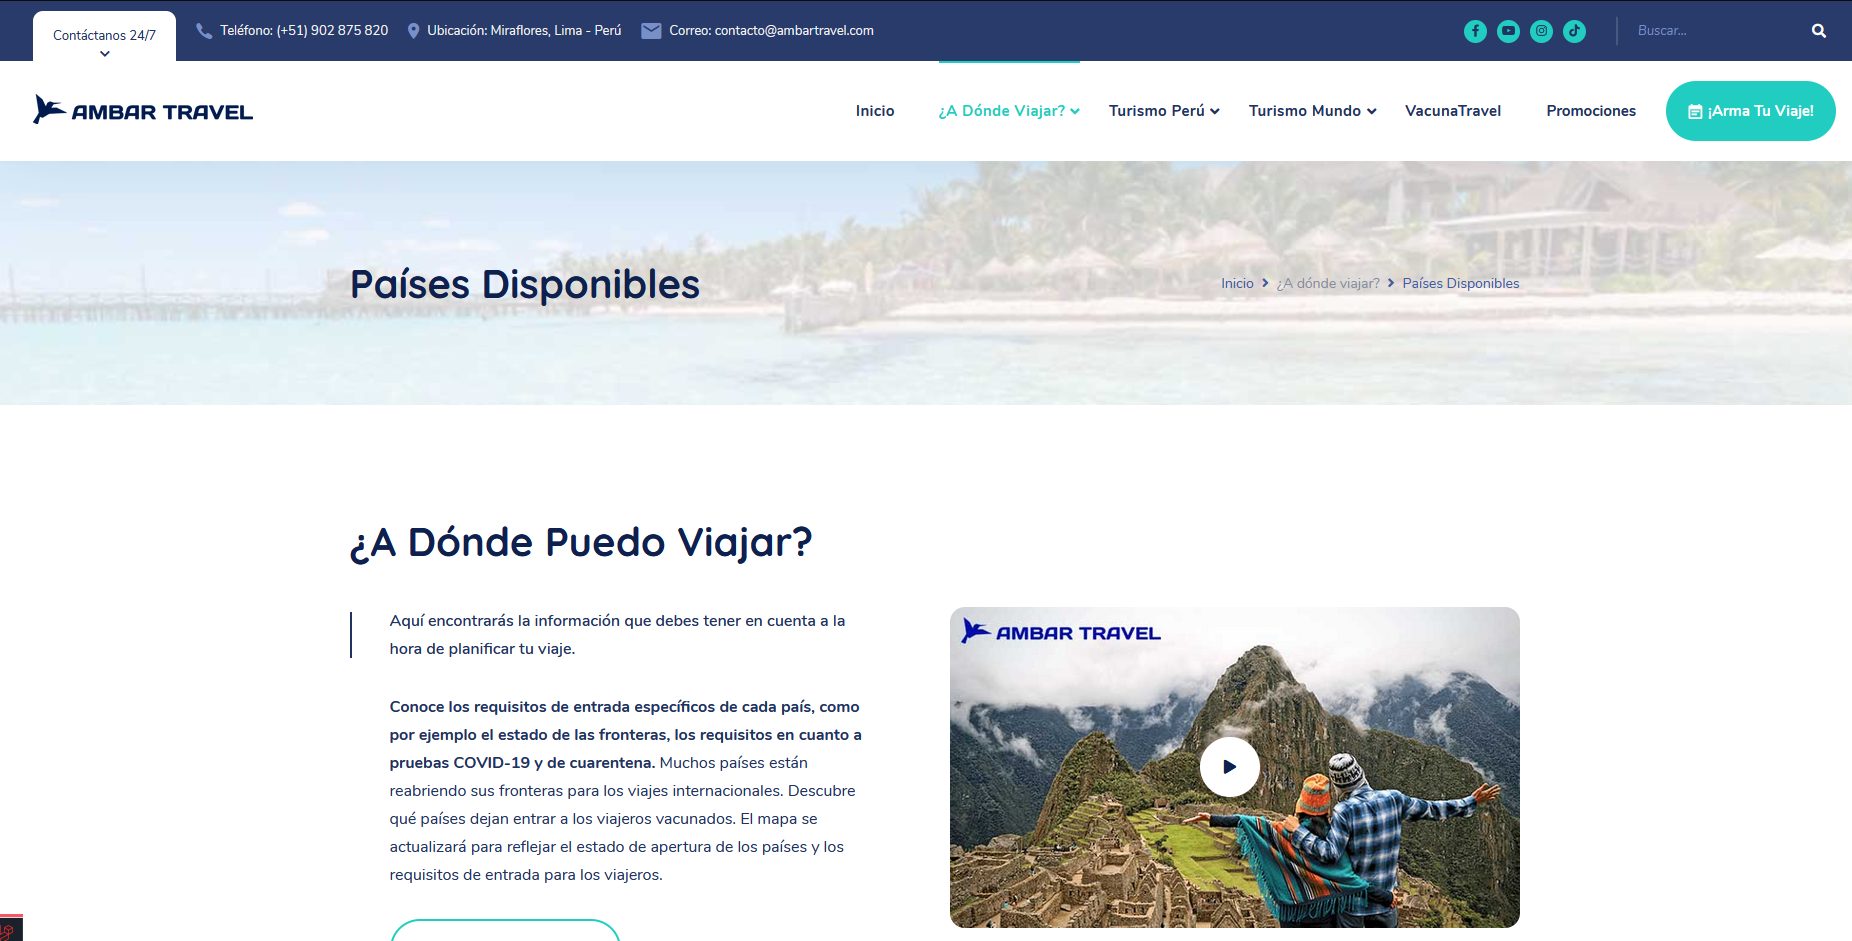 Contáctanos 24/7
Teléfono: (+51) 902 875 820
Ubicación: Miraflores, Lima - Perú
Correo: contacto@ambartravel.com
Buscar...
AMBAR TRAVEL
Inicio
¿A Dónde Viajar?
Turismo Perú
Turismo Mundo
VacunaTravel
Promociones
¡Arma Tu Viaje!
Países Disponibles
Inicio > ¿A dónde viajar? > Países Disponibles
¿A Dónde Puedo Viajar?
Aquí encontrarás la información que debes tener en cuenta a la
hora de planificar tu viaje.
Conoce los requisitos de entrada específicos de cada país, como
por ejemplo el estado de las fronteras, los requisitos en cuanto a
pruebas COVID-19 y de cuarentena. Muchos países están
reabriendo sus fronteras para los viajes internacionales. Descubre
qué países dejan entrar a los viajeros vacunados. El mapa se
actualizará para reflejar el estado de apertura de los países y los
requisitos de entrada para los viajeros.
AMBAR TRAVEL